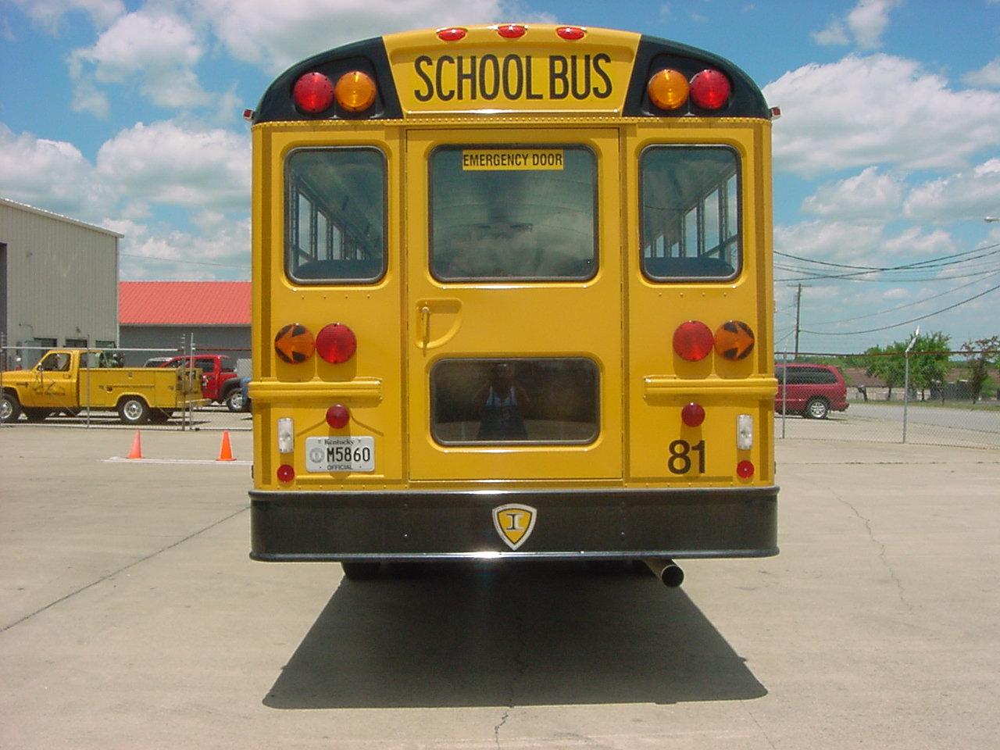 SCHOOL BUS
EMERGENCY DOOR
Kentucky
M5860
OFFICIAL
81
I